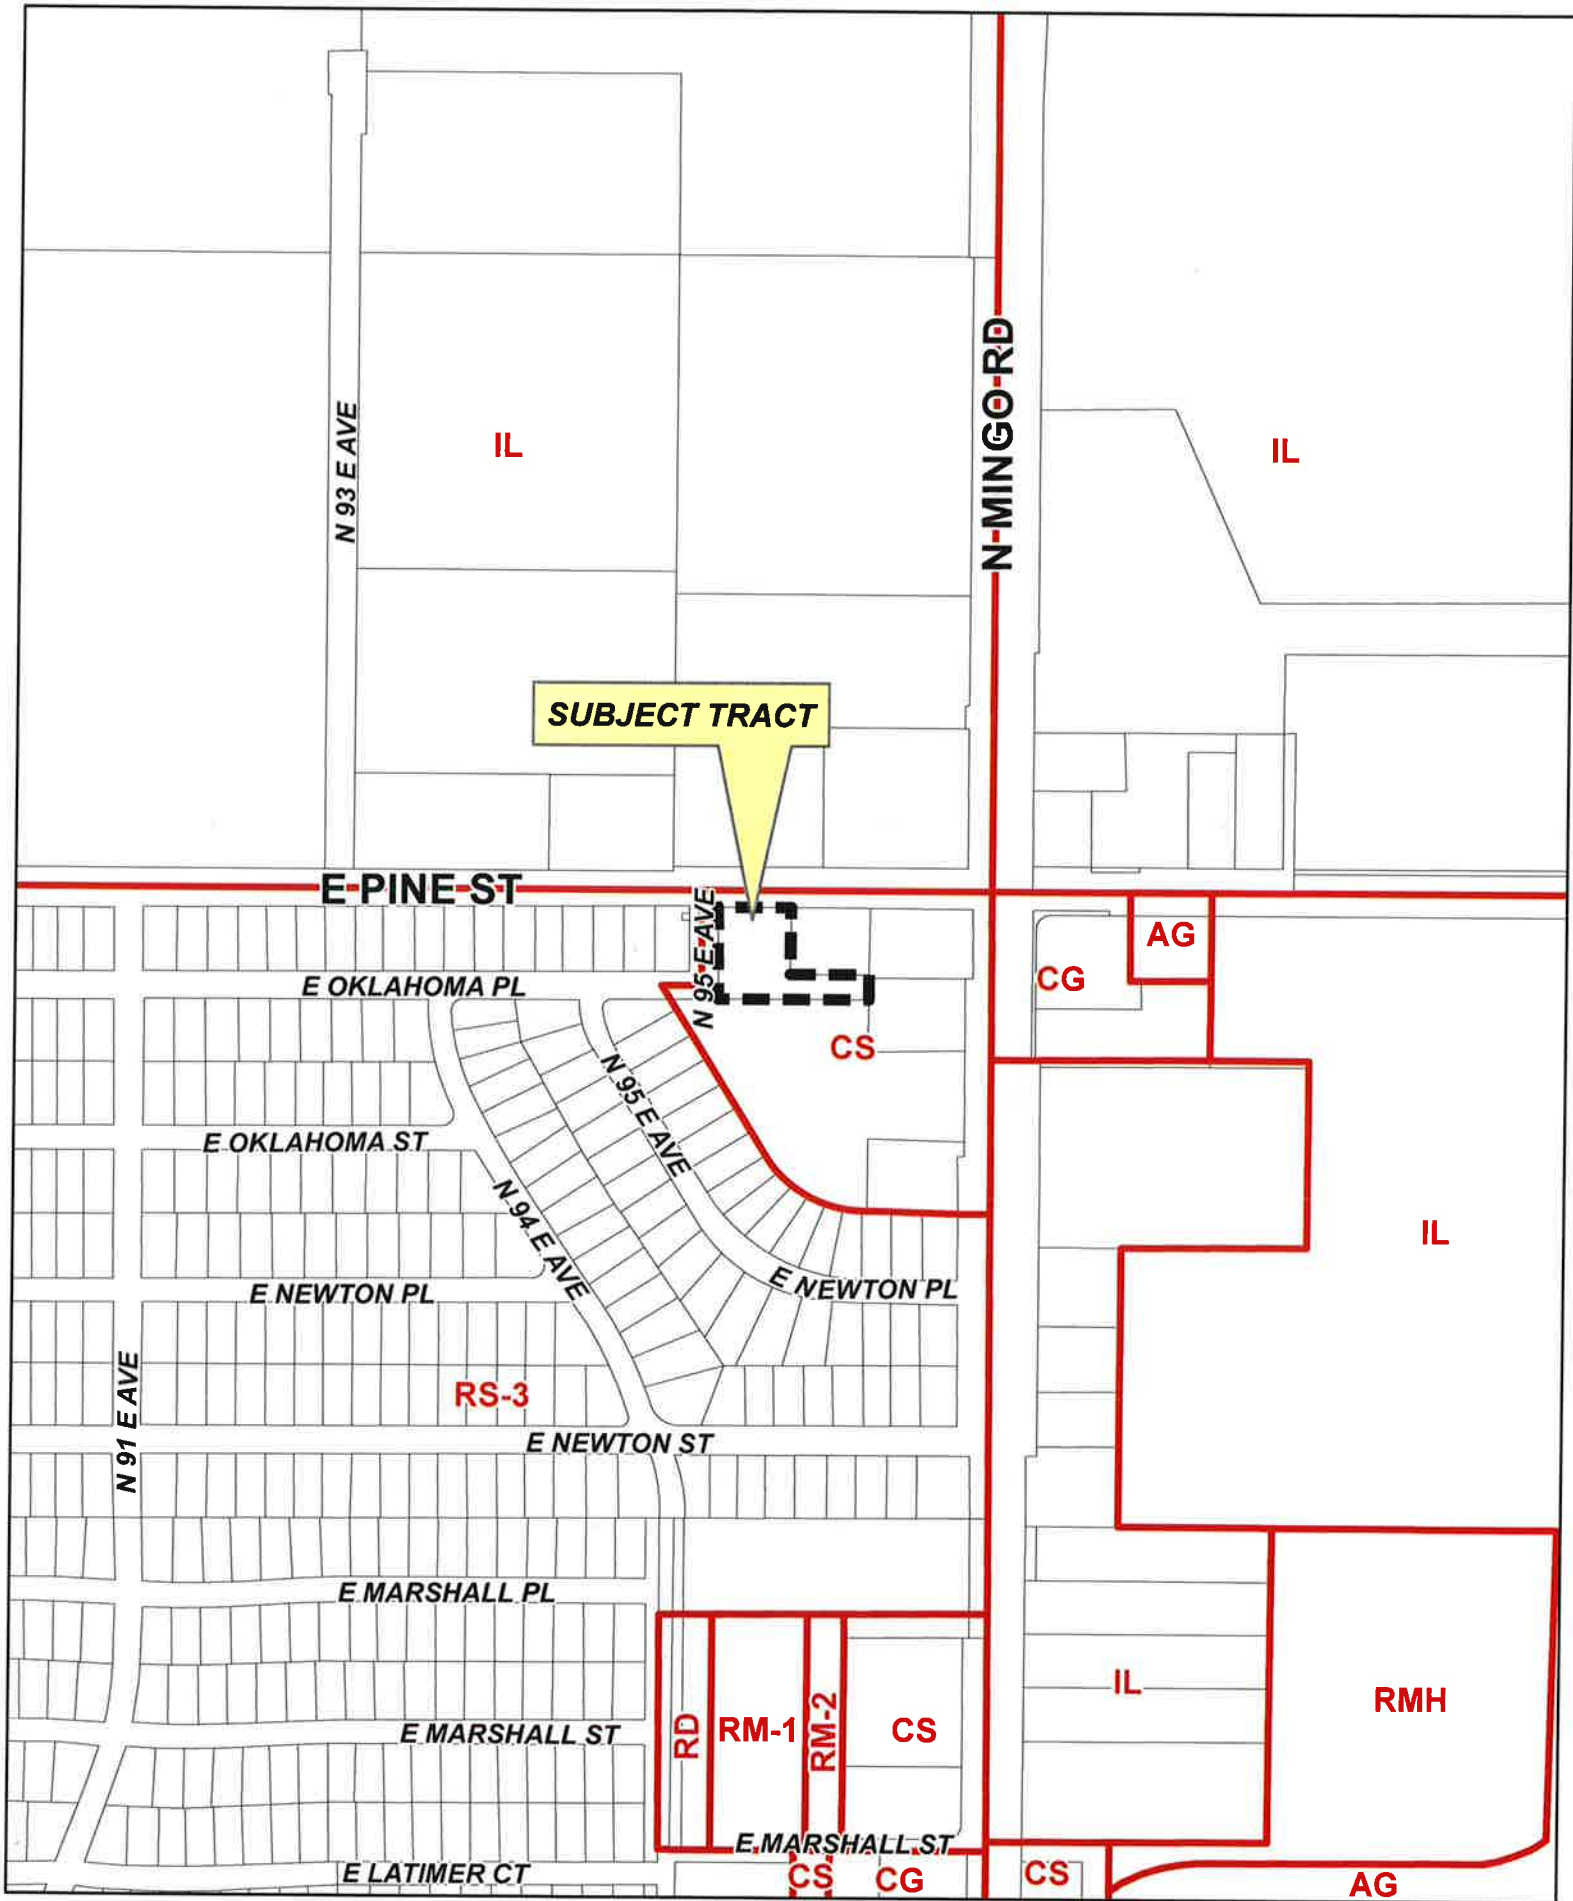 N MINGO RD
N 93 E AVE
IL
IL
SUBJECT TRACT
E PINE ST
N 95 E AVE
AG
CG
E OKLAHOMA PL
CS
N 95 E AVE
E OKLAHOMA ST
N 94 E AVE
IL
E NEWTON PL
E NEWTON PL
N 91 E AVE
RS-3
E NEWTON ST
E MARSHALL PL
IL
RMH
RD
RM-1
RM-2
CS
E MARSHALL ST
E MARSHALL ST
E LATIMER CT
CS
CG
CS
AG